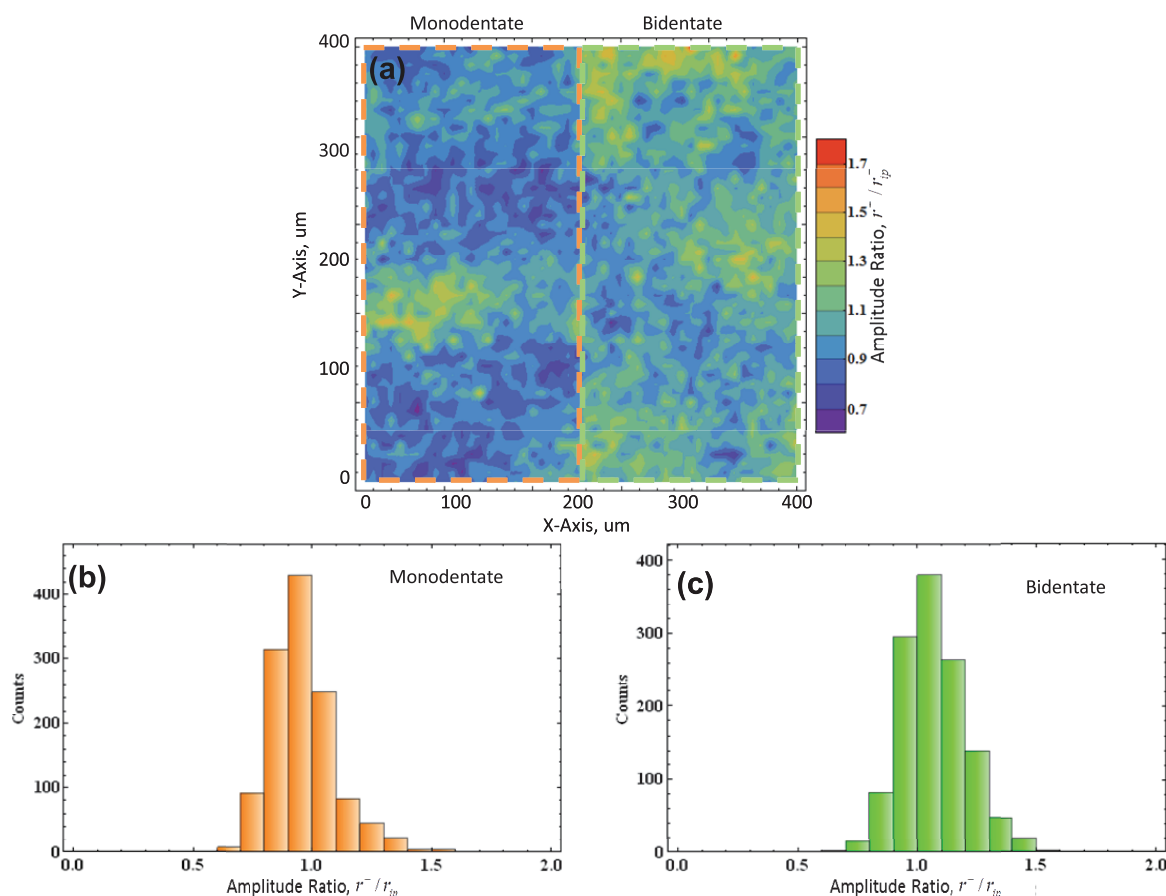 Monodentate Bidentate
(a)
400
300
200
100
0
Y-Axis, um
0 100 200 300 400
X-Axis, um
1.7
1.5
1.3
1.1
0.9
0.7
Amplitude Ratio, r⁻ / r⁻ip
(b)
Monodentate
400
300
200
100
0
Counts
0.0 0.5 1.0 1.5 2.0
Amplitude Ratio, r⁻ / rip
(c)
Bidentate
400
300
200
100
0
Counts
0.0 0.5 1.0 1.5 2.0
Amplitude Ratio, r⁻ / rip